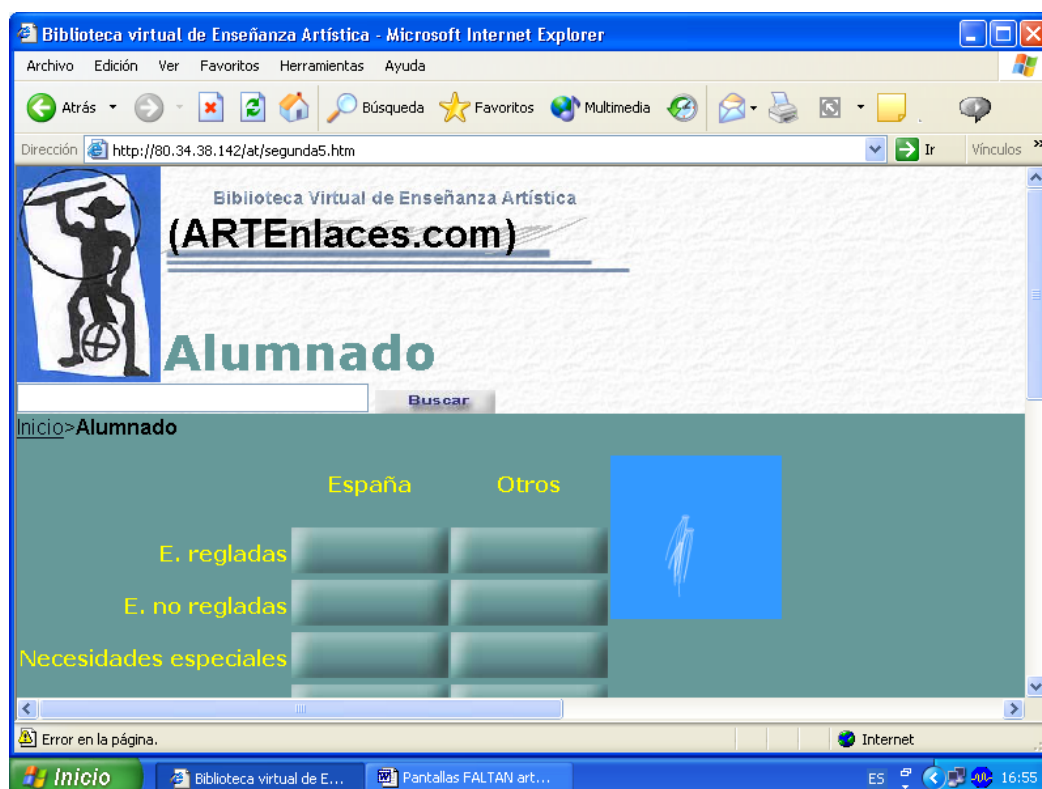 Biblioteca virtual de Enseñanza Artística - Microsoft Internet Explorer
Archivo Edición Ver Favoritos Herramientas Ayuda
Atrás Búsqueda Favoritos Multimedia
Dirección http://80.34.38.142/at/segunda5.htm Ir Vínculos »
Biblioteca Virtual de Enseñanza Artística
(ARTEnlaces.com)
Alumnado
Buscar
Inicio>Alumnado
España Otros
E. regladas
E. no regladas
Necesidades especiales
Error en la página. Internet
Inicio Biblioteca virtual de E... Pantallas FALTAN art... ES 16:55